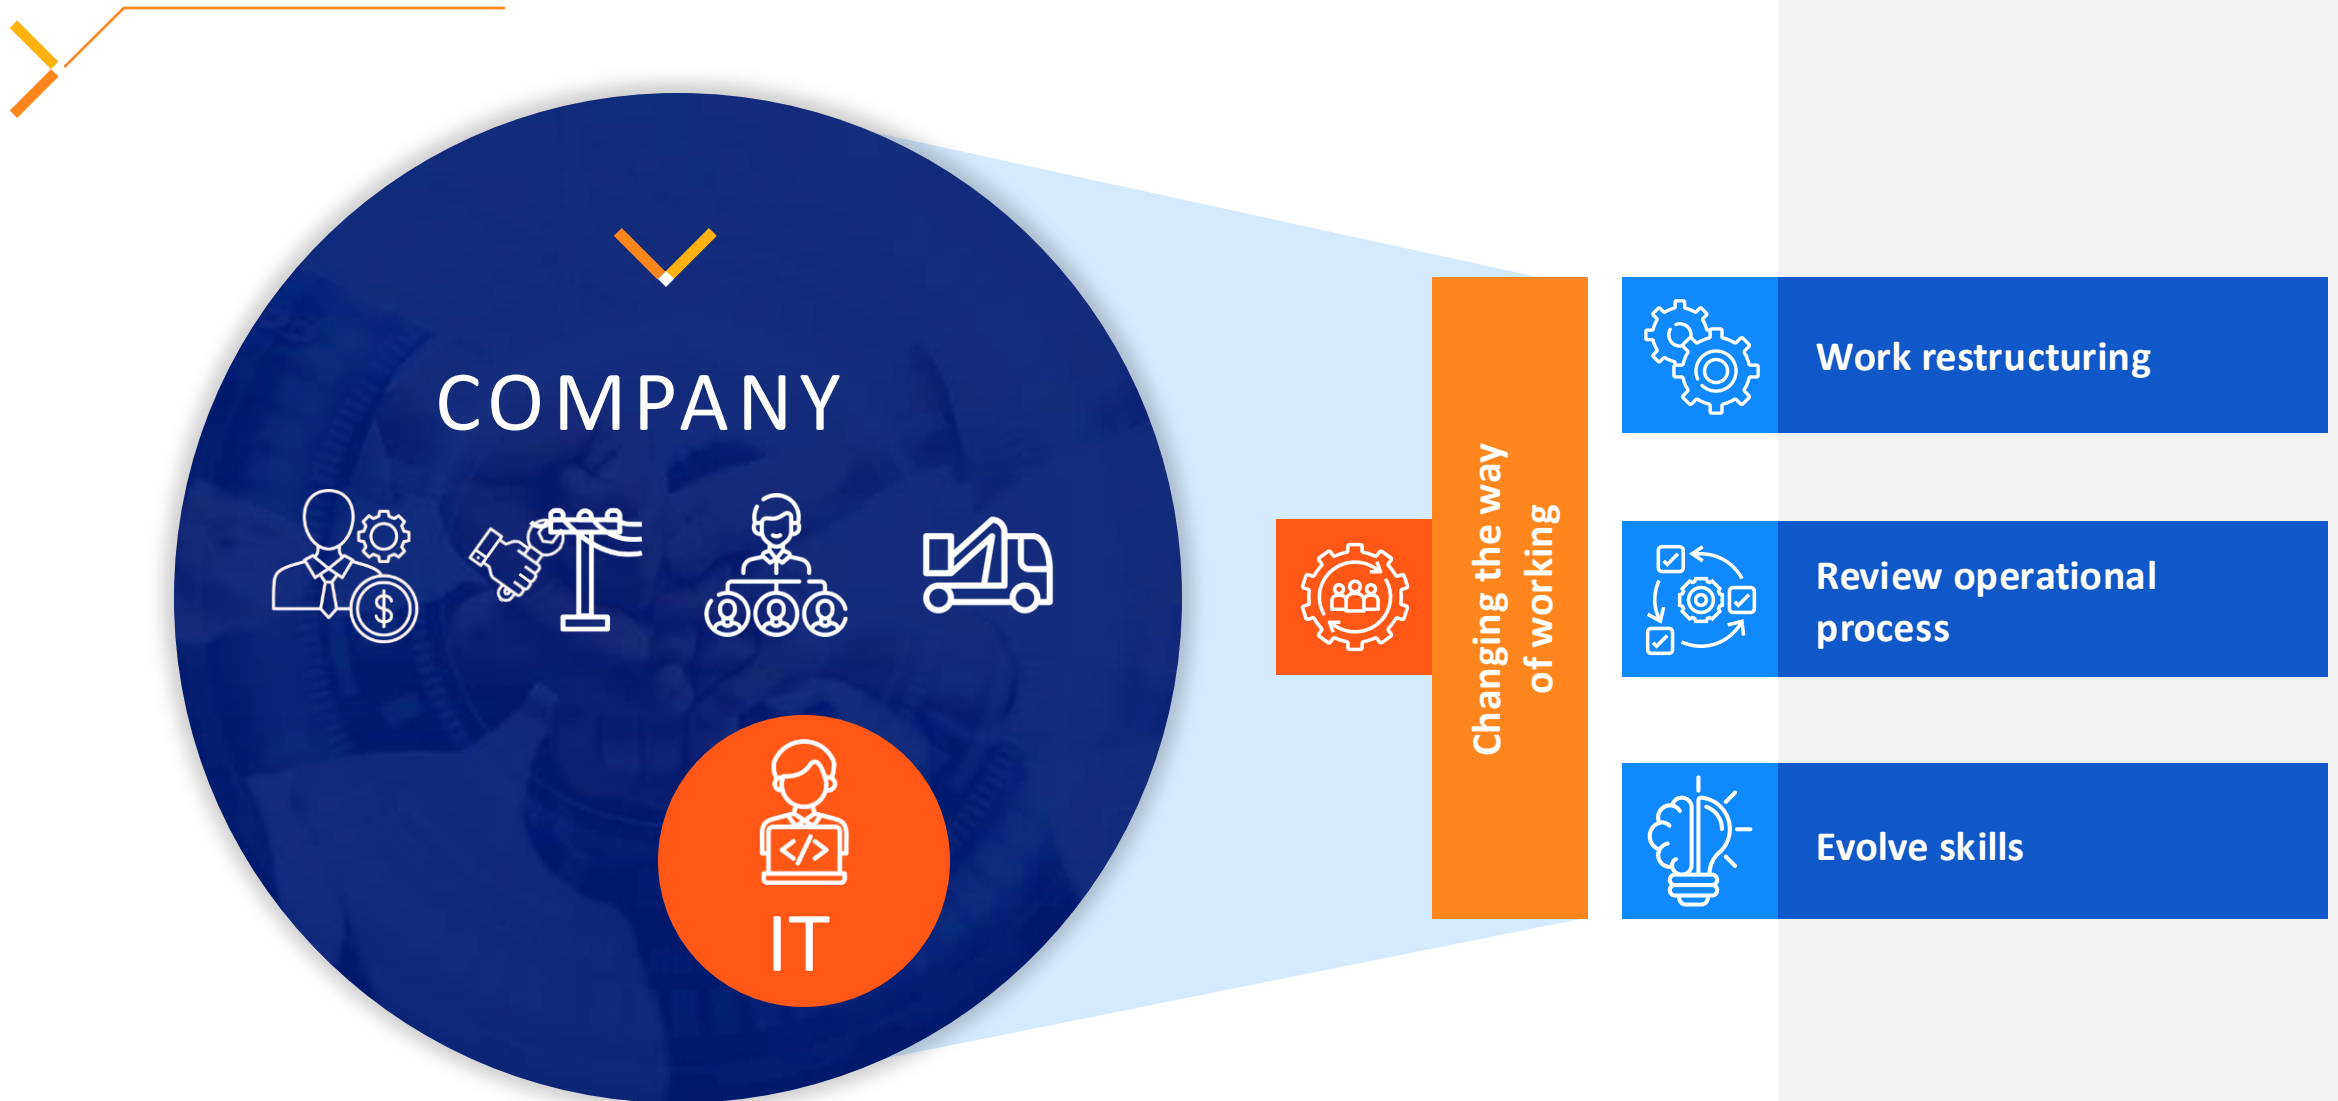 COMPANY
IT
Changing the way
of working
Work restructuring
Review operational
process
Evolve skills